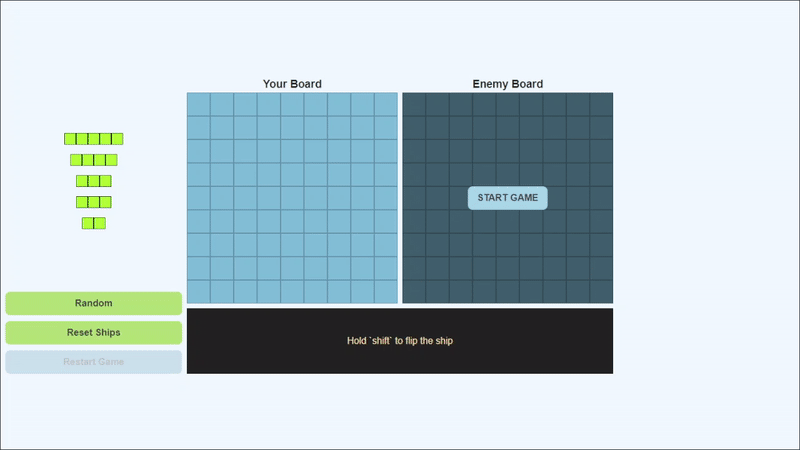 Your Board
Enemy Board
START GAME
Random
Reset Ships
Restart Game
Hold `shift` to flip the ship